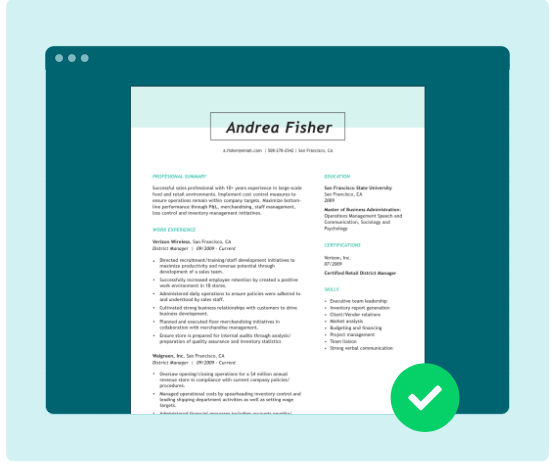 Andrea Fisher
a.fisher@email.com | 508-278-2542 | San Francisco, CA
PROFESIONAL SUMMARY
Successful sales professional with 10+ years experience in large-scale
food and retail environments. Implement cost control measures to
ensure operations remain within company targets. Maximize bottom-
line performance through P&L, merchandising, staff management,
loss control and inventory management initiatives.
WORK EXPERIENCE
Verizon Wireless, San Francisco, CA
District Manager | 09/2009 - Current
• Directed recruitment/training/staff development initiatives to
maximize productivity and revenue potential through
development of a sales team.
• Successfully increased employee retention by created a positive
work environment in 18 stores.
• Administered daily operations to ensure policies were adhered to
and understood by sales staff.
• Cultivated strong business relationships with customers to drive
business development.
• Planned and executed floor merchandising initiatives in
collaboration with merchandise management.
• Ensure store is prepared for internal audits through analysis/
preparation of quality assurance and inventory statistics
Walgreen, Inc. San Francisco, CA
District Manager | 09/2009 - Current
• Oversaw opening/closing operations for a $4 million annual
revenue store in compliance with current company policies/
procedures.
• Managed operational costs by spearheading inventory control and
leading shipping department activities as well as setting wage
targets.
EDUCATION
San Francisco State University
San Francisco, CA
2009
Master of Business Administration:
Operations Management Speech and
Communication, Sociology and
Psychology
CERTIFICATIONS
Verizon, Inc.
07/2009
Certified Retail District Manager
SKILLS
• Executive team leadership
• Inventory report generation
• Client/Vendor relations
• Market analysis
• Budgeting and financing
• Project management
• Team liaison
• Strong verbal communication